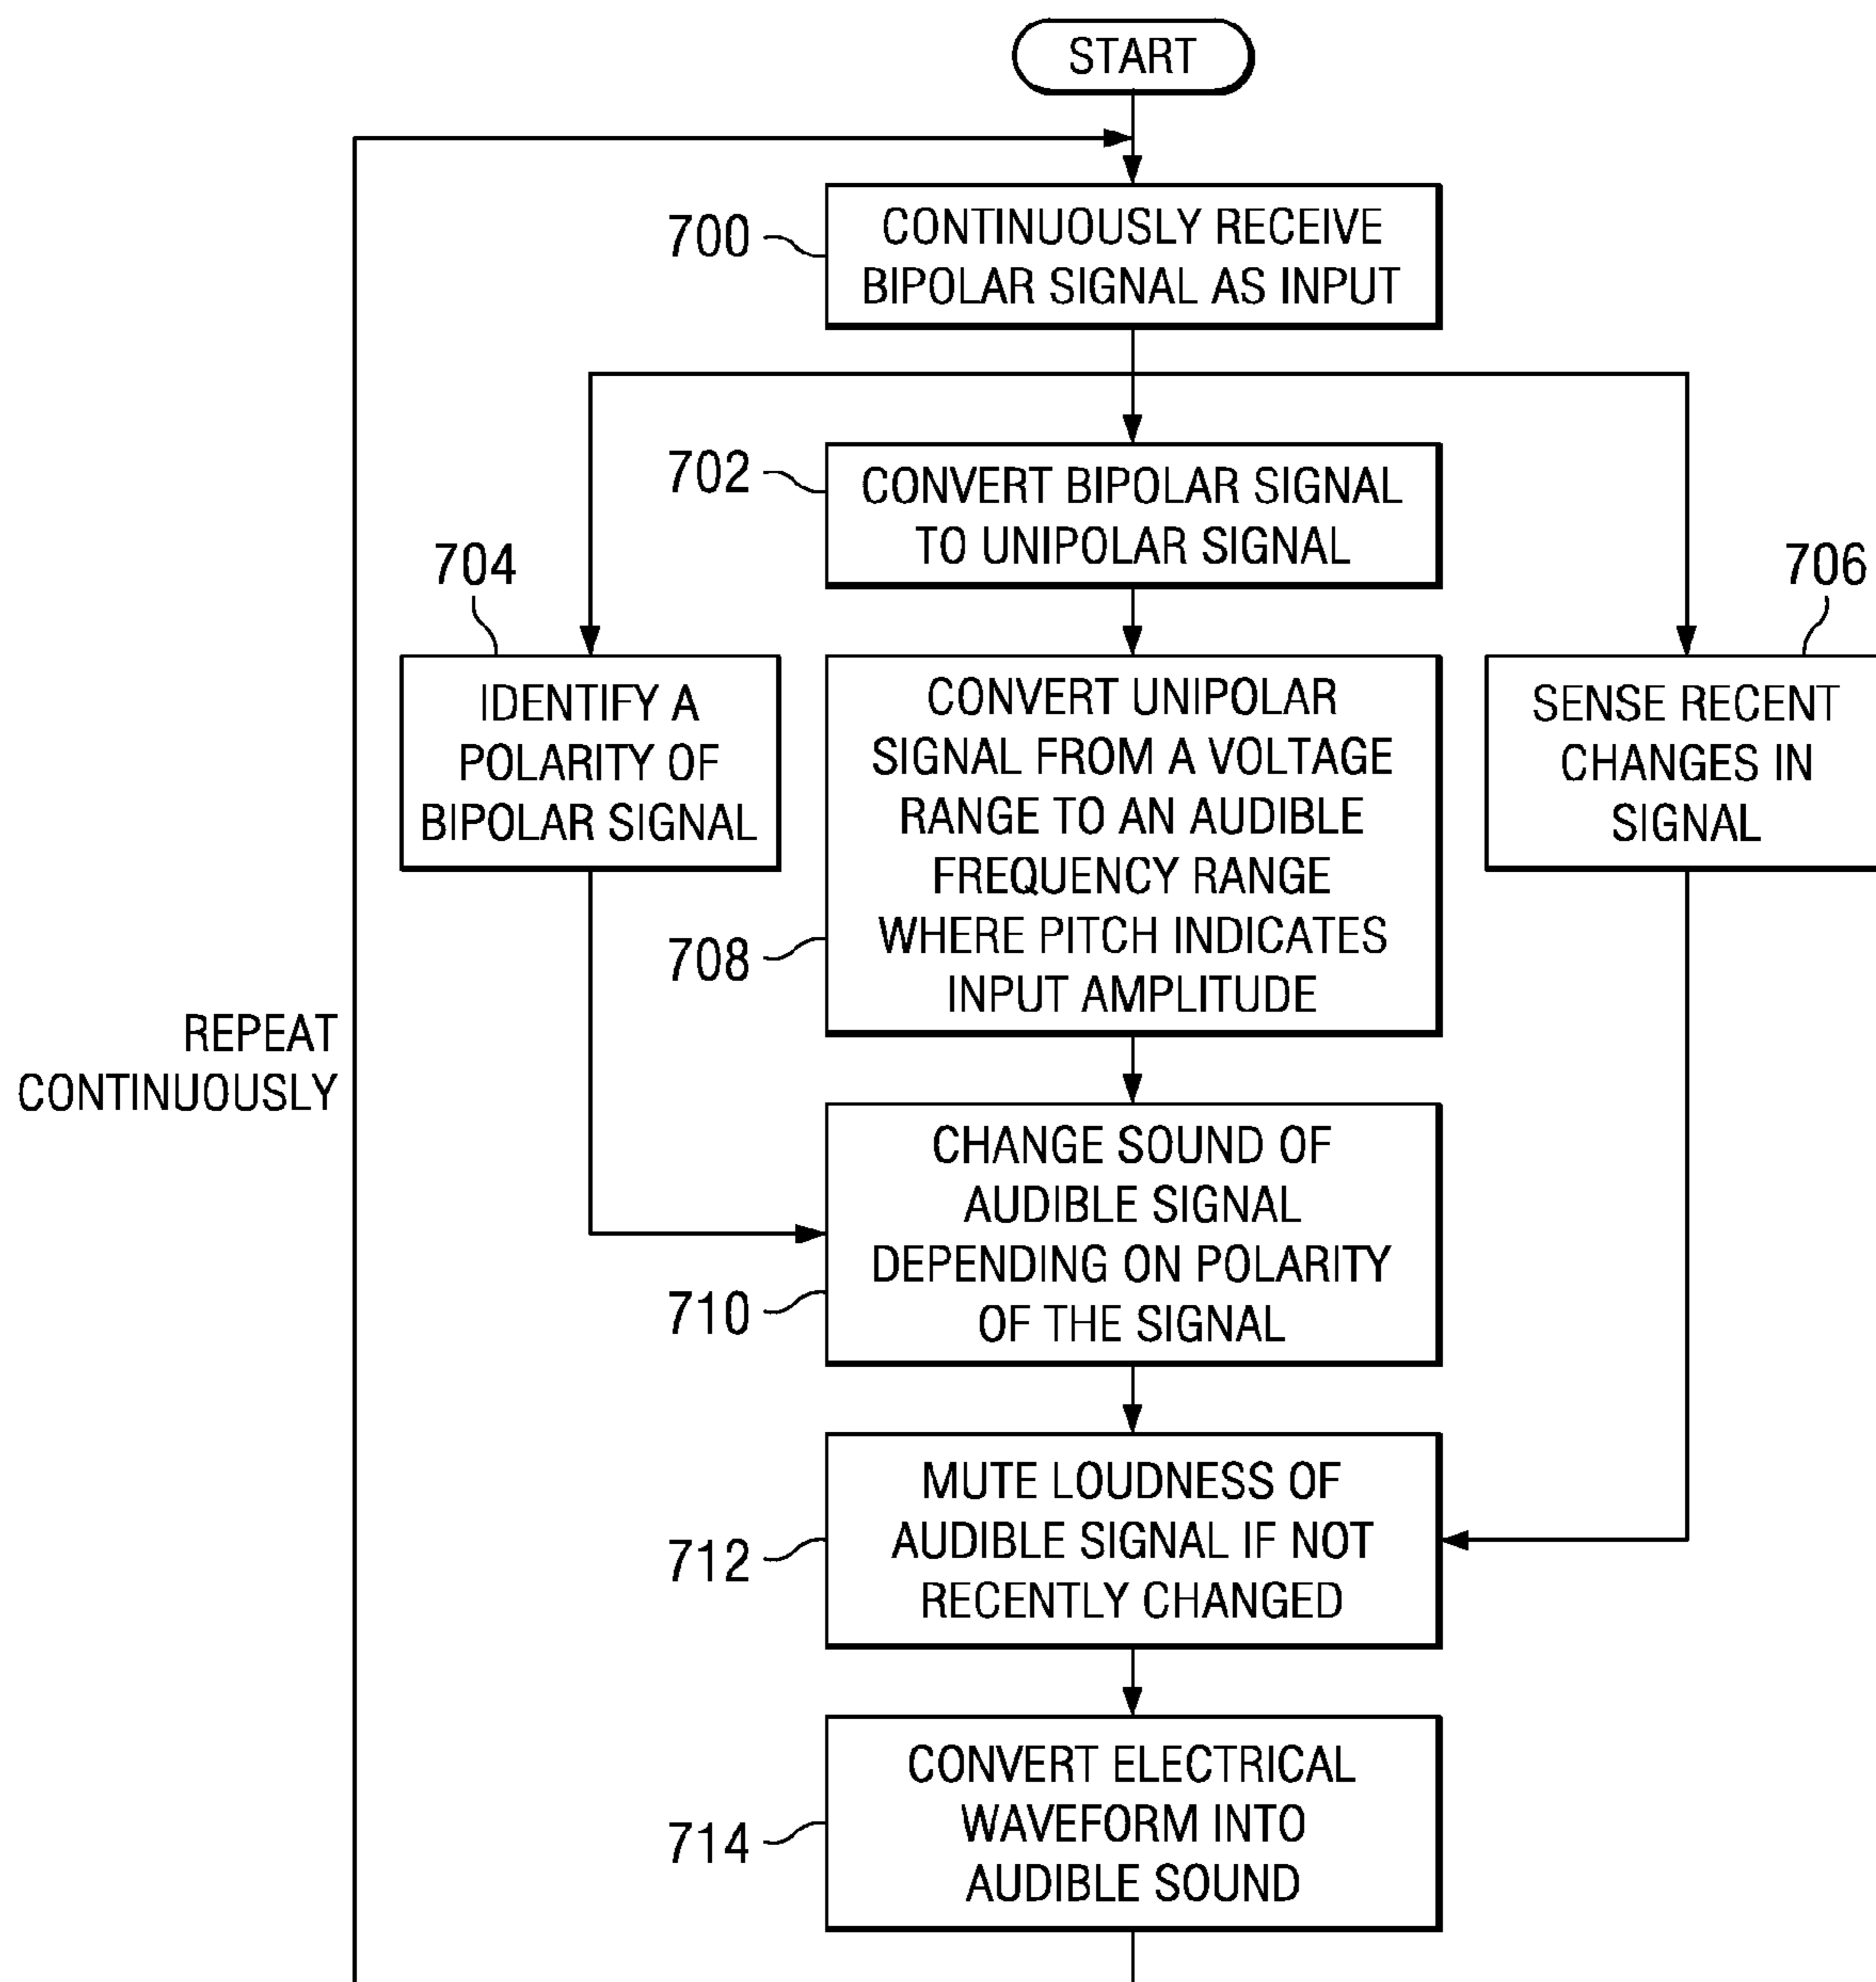 START
700
CONTINUOUSLY RECEIVE
BIPOLAR SIGNAL AS INPUT
702
CONVERT BIPOLAR SIGNAL
TO UNIPOLAR SIGNAL
704
IDENTIFY A
POLARITY OF
BIPOLAR SIGNAL
706
SENSE RECENT
CHANGES IN
SIGNAL
708
CONVERT UNIPOLAR
SIGNAL FROM A VOLTAGE
RANGE TO AN AUDIBLE
FREQUENCY RANGE
WHERE PITCH INDICATES
INPUT AMPLITUDE
REPEAT
CONTINUOUSLY
710
CHANGE SOUND OF
AUDIBLE SIGNAL
DEPENDING ON POLARITY
OF THE SIGNAL
712
MUTE LOUDNESS OF
AUDIBLE SIGNAL IF NOT
RECENTLY CHANGED
714
CONVERT ELECTRICAL
WAVEFORM INTO
AUDIBLE SOUND